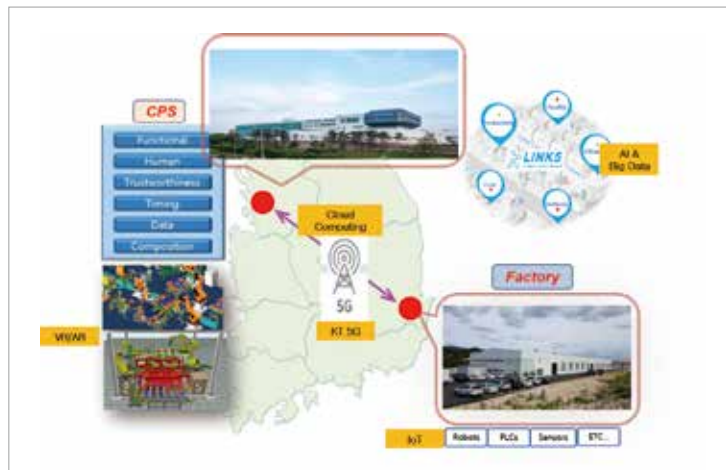 CPS
Functional
Human
Trustworthiness
Timing
Data
Composition
LINKS
AI &
Big Data
Cloud
Computing
5G
KT 5G
Factory
VR/AR
IoT
Robots
PLCs
Sensors
ETC...